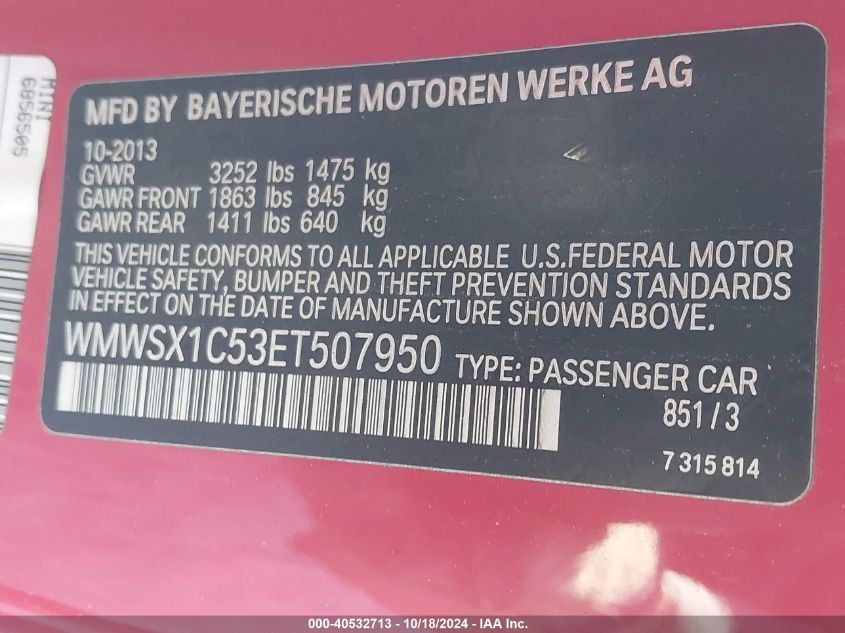 MFD BY BAYERISCHE MOTOREN WERKE AG
10-2013
GVWR 3252 lbs 1475 kg
GAWR FRONT 1863 lbs 845 kg
GAWR REAR 1411 lbs 640 kg
THIS VEHICLE CONFORMS TO ALL APPLICABLE U.S.FEDERAL MOTOR
VEHICLE SAFETY, BUMPER AND THEFT PREVENTION STANDARDS
IN EFFECT ON THE DATE OF MANUFACTURE SHOWN ABOVE.
WMWSX1C53ET507950 TYPE: PASSENGER CAR
851/3
7 315 814
MINI
6856505
000-40532713 - 10/18/2024 - IAA Inc.